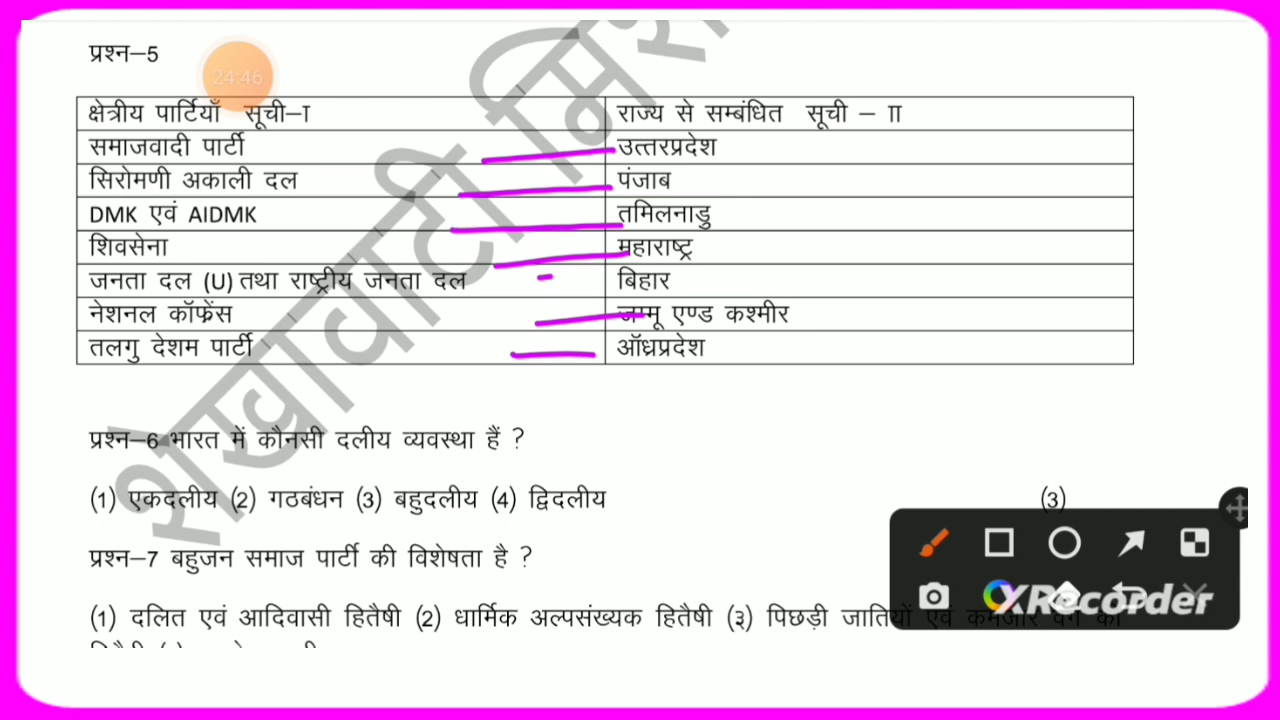 प्रश्न–5
24:46
क्षेत्रीय पार्टियाँ सूची–I राज्य से सम्बंधित सूची – II
समाजवादी पार्टी उत्तरप्रदेश
सिरोमणी अकाली दल पंजाब
DMK एवं AIDMK तमिलनाडु
शिवसेना महाराष्ट्र
जनता दल (U) तथा राष्ट्रीय जनता दल बिहार
नेशनल कॉफ्रेंस जम्मू एण्ड कश्मीर
तलगु देशम पार्टी ऑध्रप्रदेश
प्रश्न–6 भारत में कौनसी दलीय व्यवस्था हैं ?
(1) एकदलीय (2) गठबंधन (3) बहुदलीय (4) द्विदलीय (3)
प्रश्न–7 बहुजन समाज पार्टी की विशेषता है ?
(1) दलित एवं आदिवासी हितैषी (2) धार्मिक अल्पसंख्यक हितैषी (३) पिछड़ी जातियों एवं कमजोर वर्ग का
XRecorder
शेखावाटी मिश